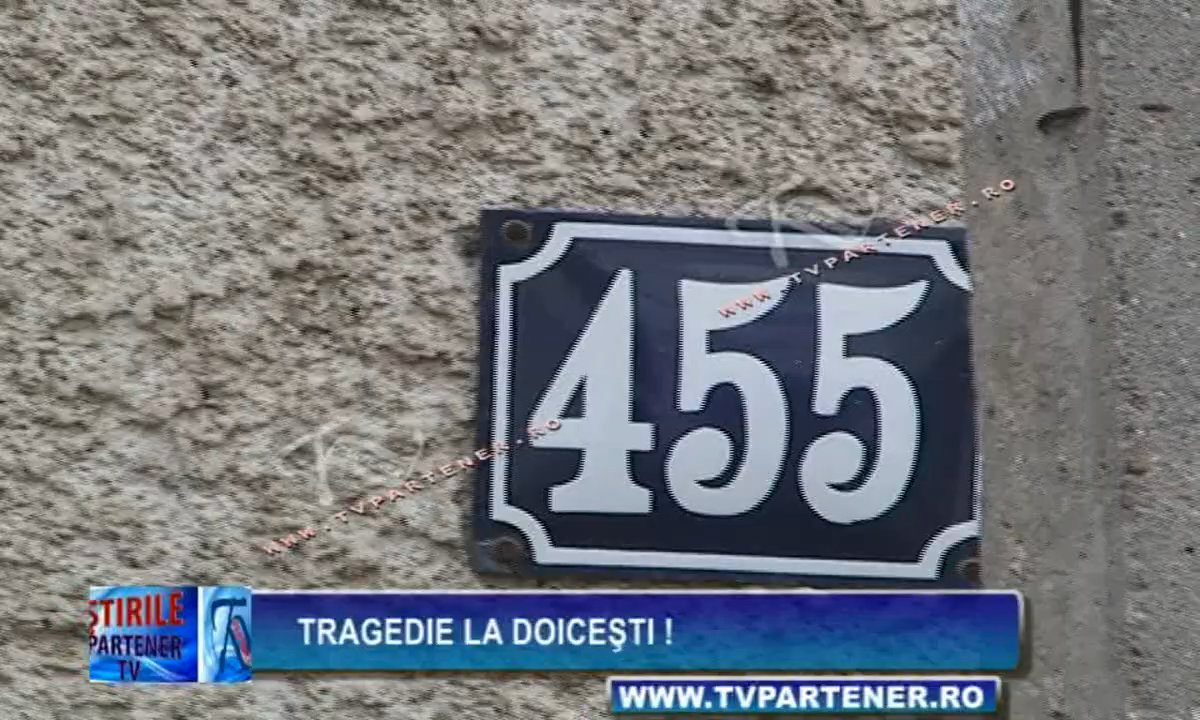 WWW.TVPARTENER.RO
455
WWW.TVPARTENER.RO
ŞTIRILE
PARTENER
TV
TRAGEDIE LA DOICEŞTI !
WWW.TVPARTENER.RO